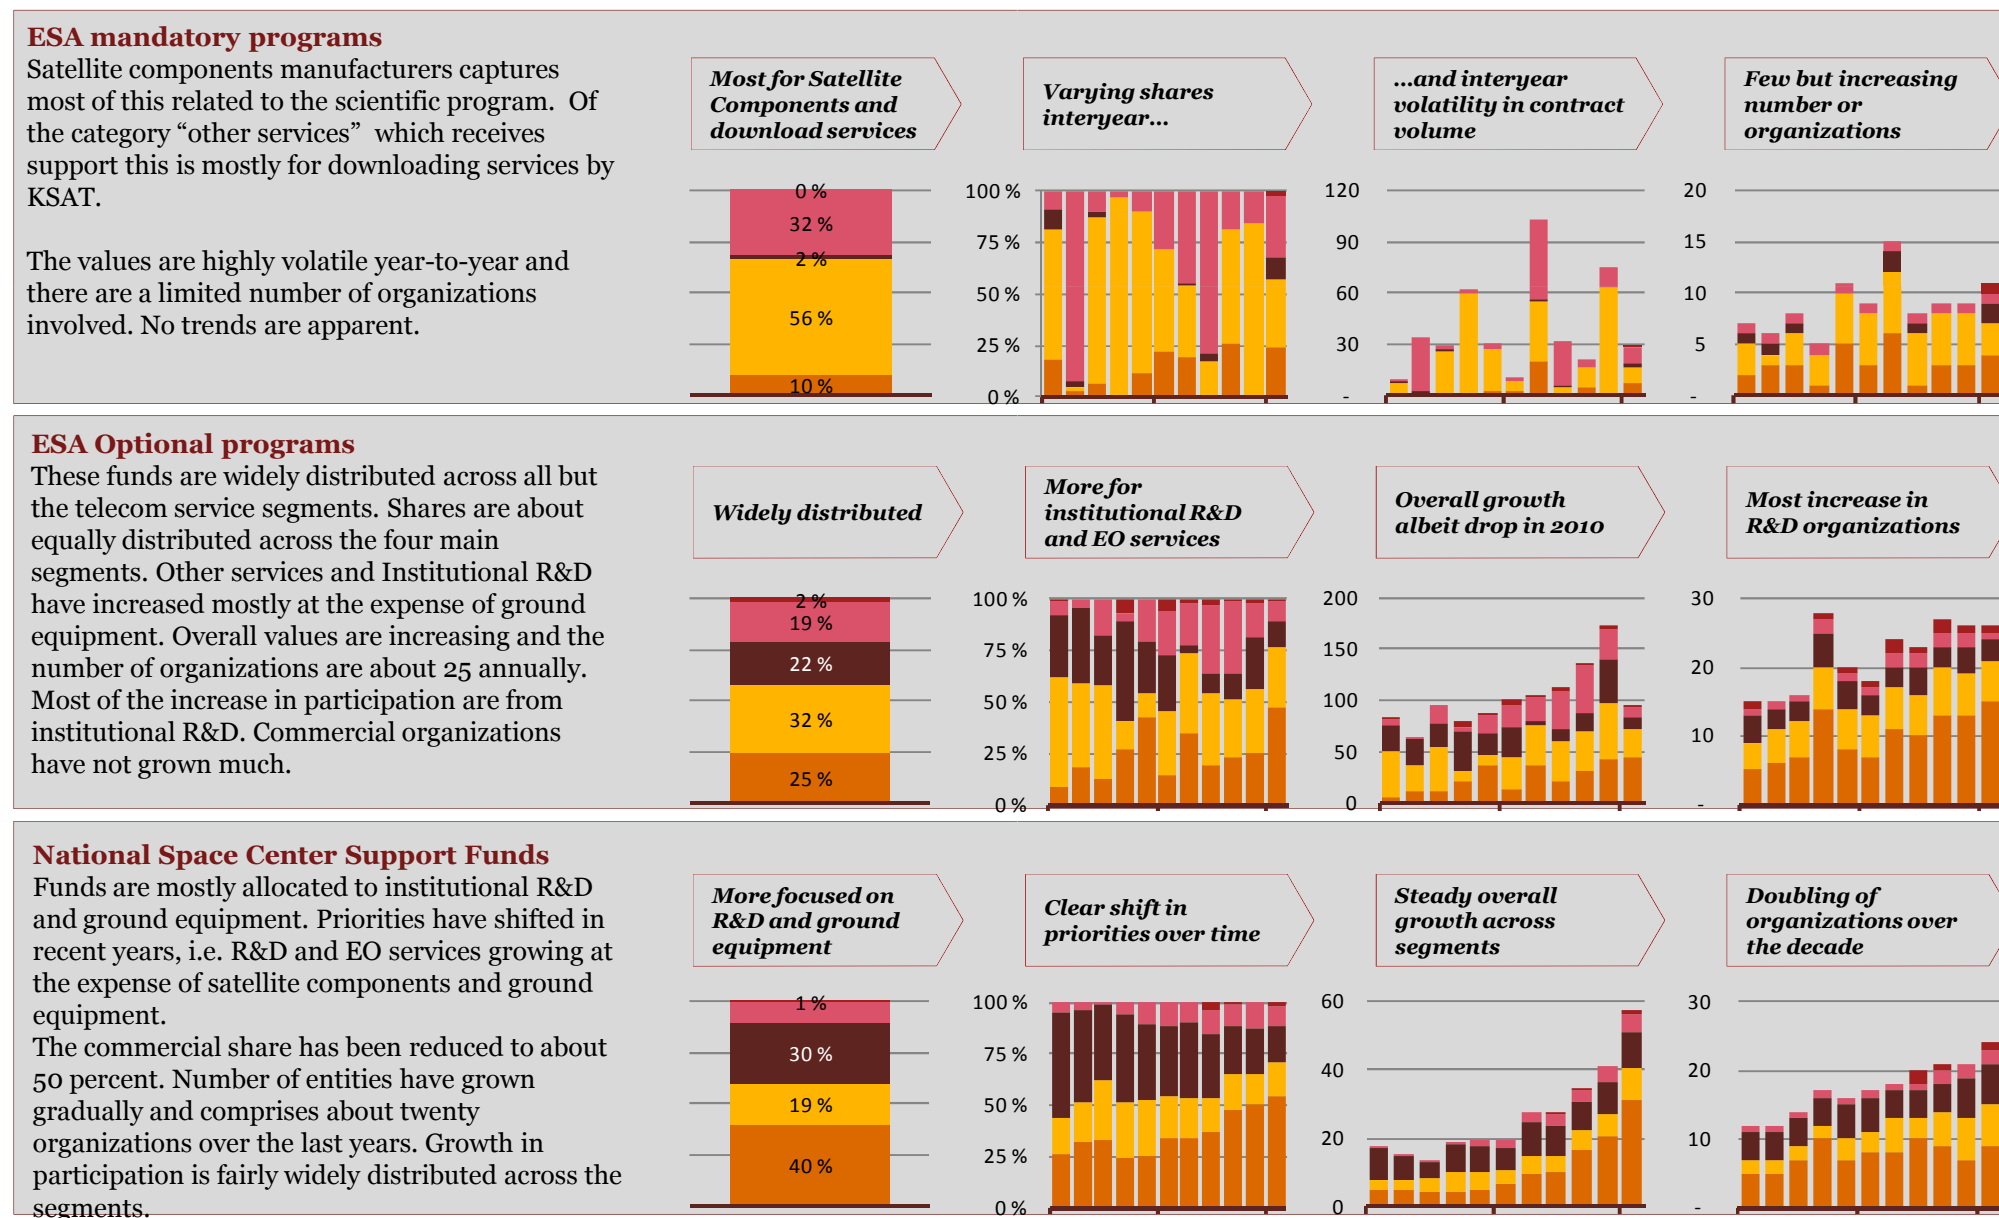 ESA mandatory programs
Satellite components manufacturers captures
most of this related to the scientific program.  Of
the category “other services”  which receives
support this is mostly for downloading services by
KSAT.
The values are highly volatile year-to-year and
there are a limited number of organizations
involved. No trends are apparent.
Most for Satellite
Components and
download services
0 %
32 %
2 %
56 %
10 %
Varying shares
interyear...
100 %
75 %
50 %
25 %
0 %
...and interyear
volatility in contract
volume
120
90
60
30
-
Few but increasing
number or
organizations
20
15
10
5
-
ESA Optional programs
These funds are widely distributed across all but
the telecom service segments. Shares are about
equally distributed across the four main
segments. Other services and Institutional R&D
have increased mostly at the expense of ground
equipment. Overall values are increasing and the
number of organizations are about 25 annually.
Most of the increase in participation are from
institutional R&D. Commercial organizations
have not grown much.
Widely distributed
2 %
19 %
22 %
32 %
25 %
More for
institutional R&D
and EO services
100 %
75 %
50 %
25 %
0 %
Overall growth
albeit drop in 2010
200
150
100
50
0
Most increase in
R&D organizations
30
20
10
-
National Space Center Support Funds
Funds are mostly allocated to institutional R&D
and ground equipment. Priorities have shifted in
recent years, i.e. R&D and EO services growing at
the expense of satellite components and ground
equipment.
The commercial share has been reduced to about
50 percent. Number of entities have grown
gradually and comprises about twenty
organizations over the last years. Growth in
participation is fairly widely distributed across the
segments.
More focused on
R&D and ground
equipment
1 %
30 %
19 %
40 %
Clear shift in
priorities over time
100 %
75 %
50 %
25 %
0 %
Steady overall
growth across
segments
60
40
20
0
Doubling of
organizations over
the decade
30
20
10
-